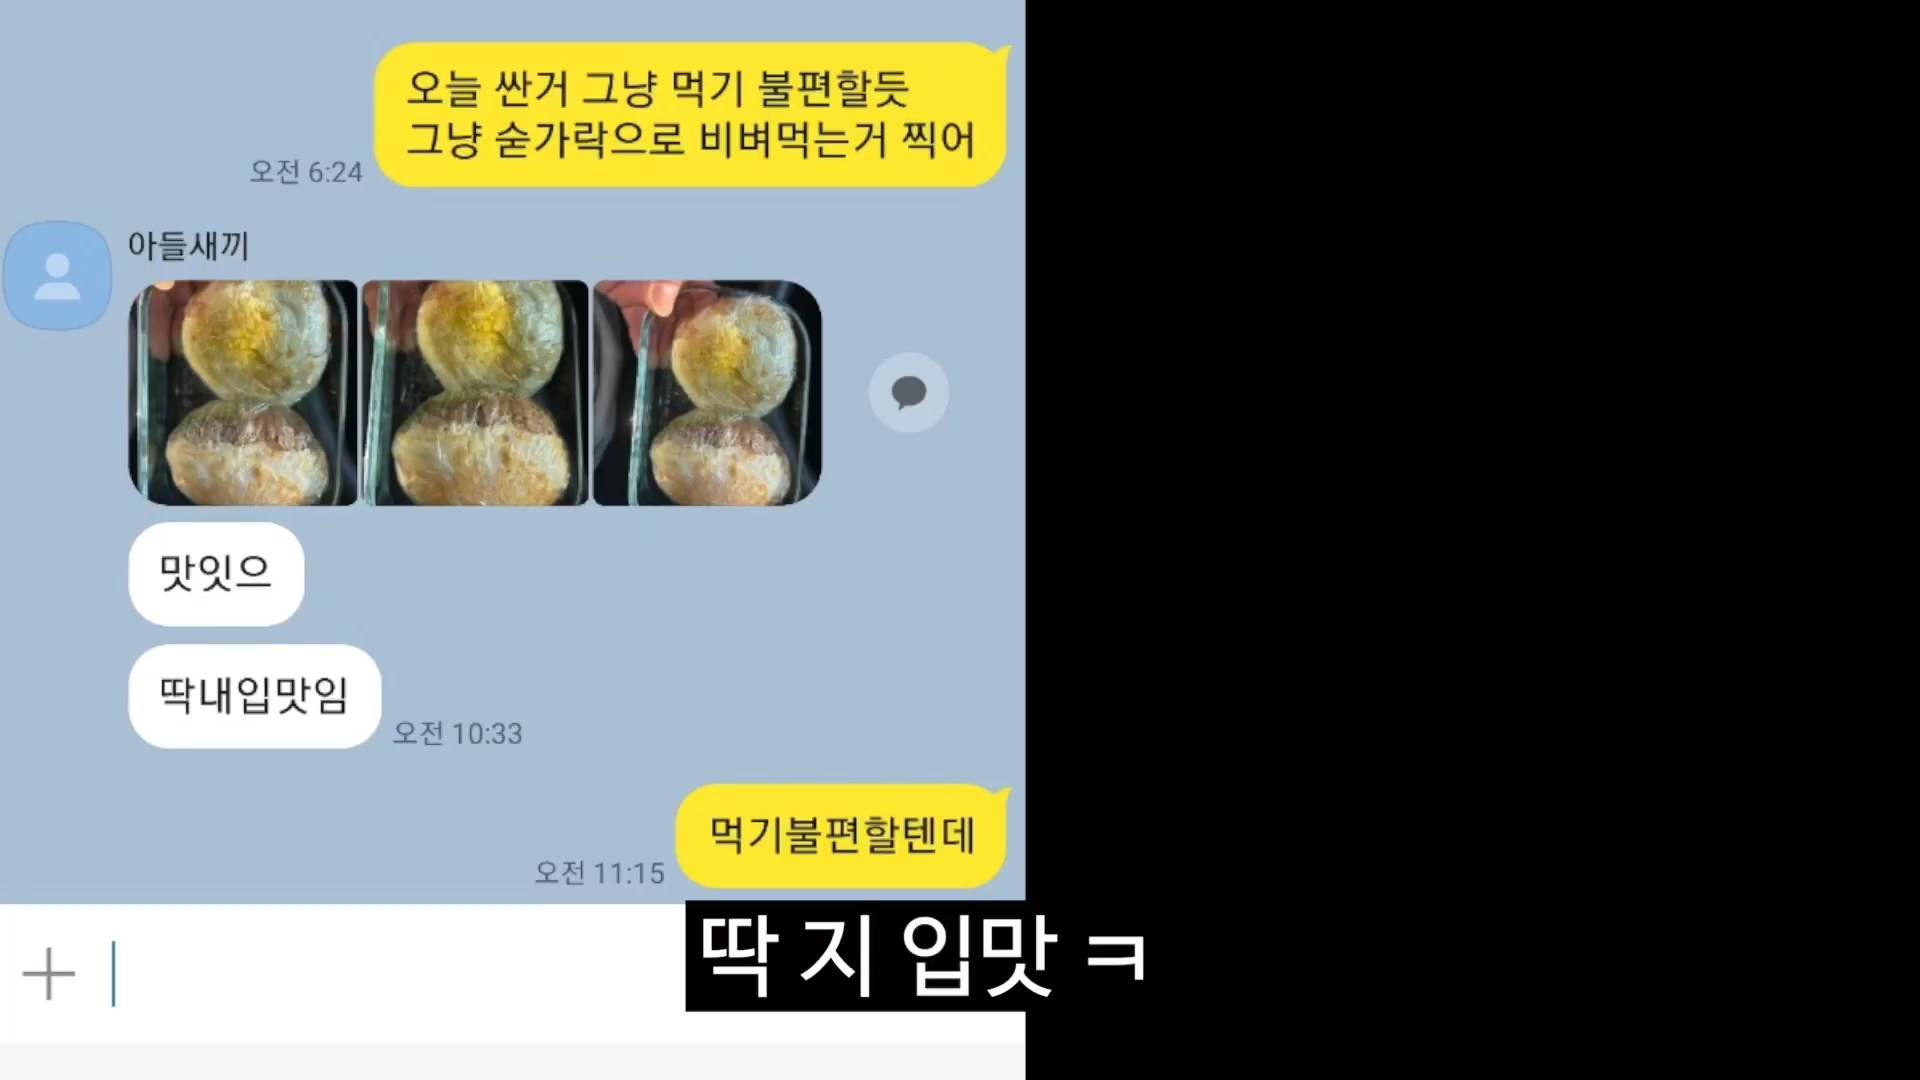 오늘 싼거 그냥 먹기 불편할듯
그냥 숟가락으로 비벼먹는거 찍어
오전 6:24
아들새끼
맛잇으
딱내입맛임
오전 10:33
먹기불편할텐데
오전 11:15
딱 지 입맛 ㅋ